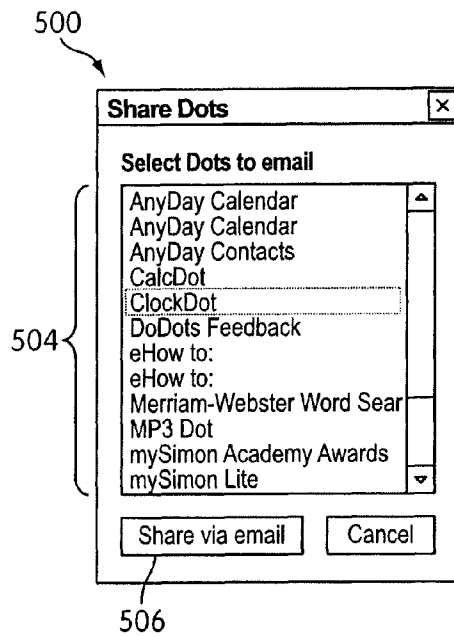 500
Share Dots
Select Dots to email
AnyDay Calendar
AnyDay Calendar
AnyDay Contacts
CalcDot
ClockDot
504
DoDots Feedback
eHow to:
eHow to:
Merriam-Webster Word Sear
MP3 Dot
mySimon Academy Awards
mySimon Lite
Share via email Cancel
506